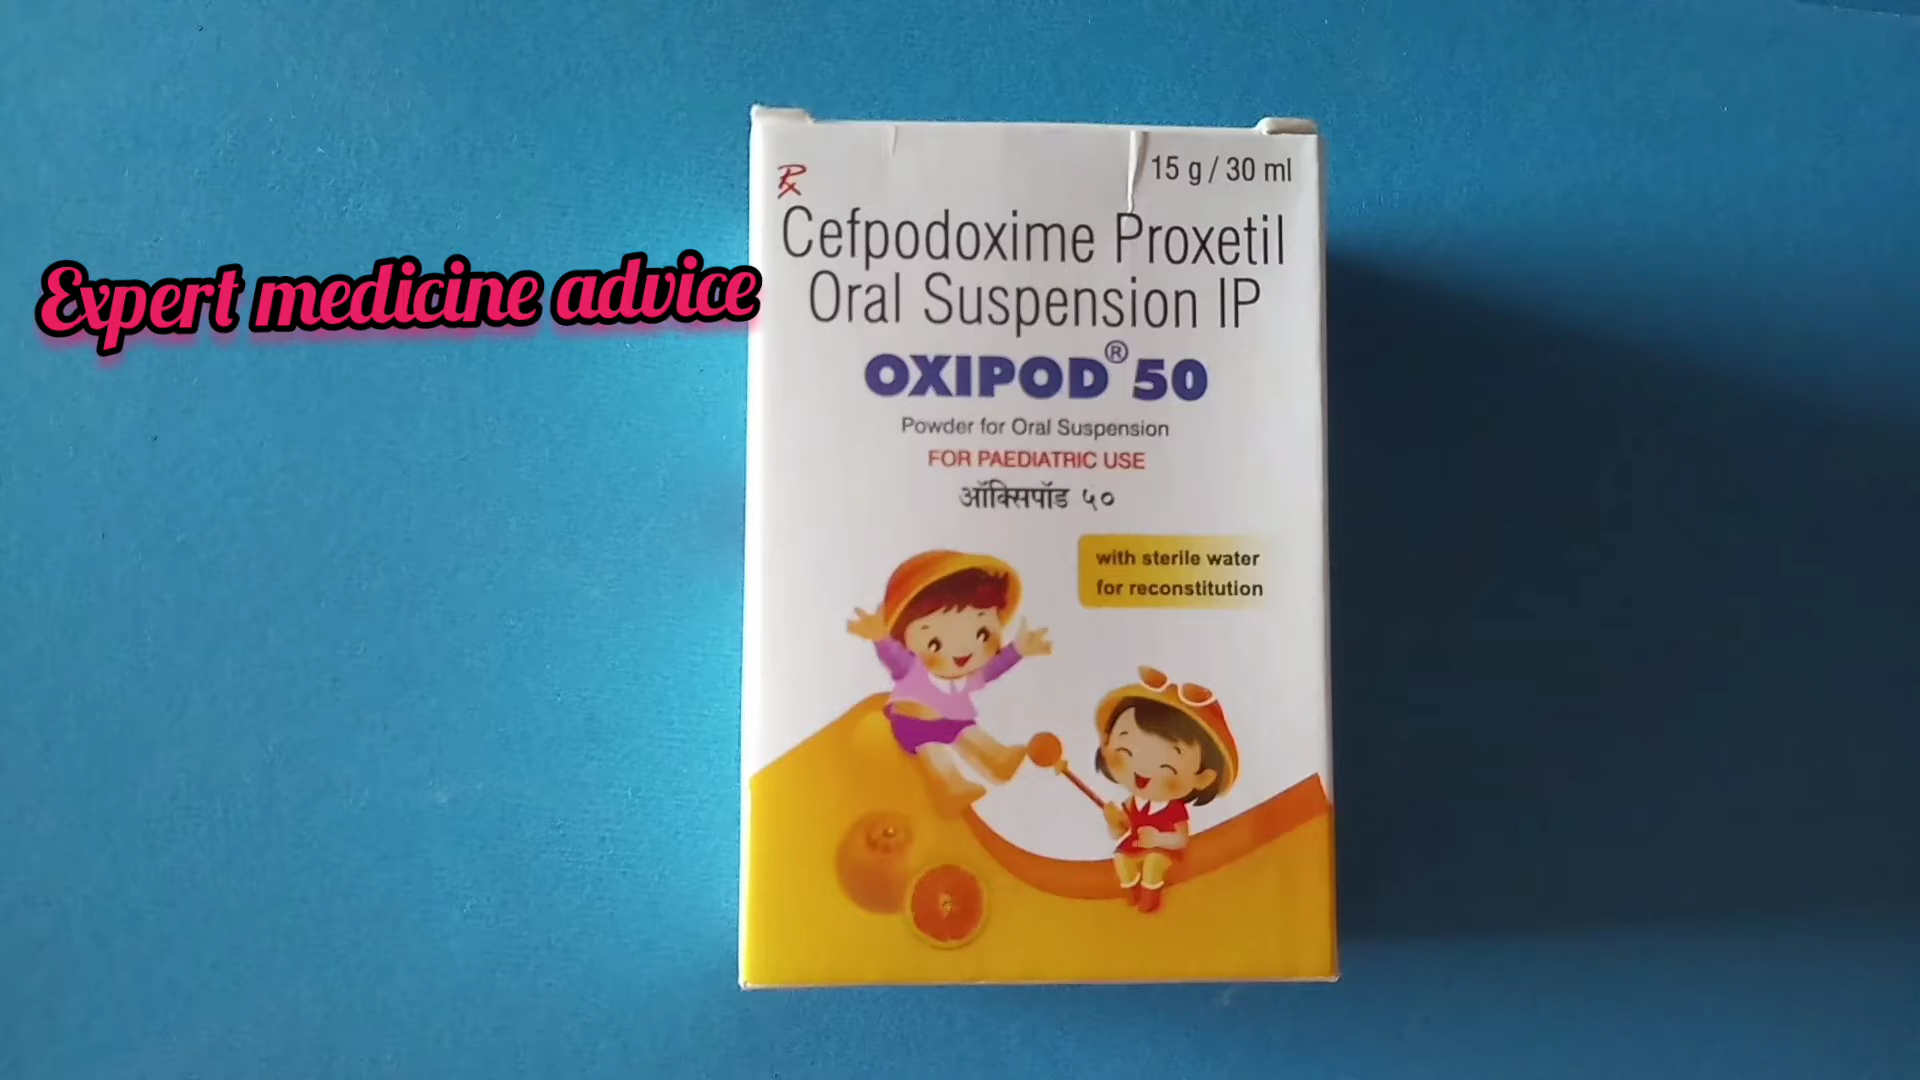 Expert medicine advice
Rx
15 g / 30 ml
Cefpodoxime Proxetil
Oral Suspension IP
OXIPOD® 50
Powder for Oral Suspension
FOR PAEDIATRIC USE
ऑक्सिपॉड ५०
with sterile water
for reconstitution